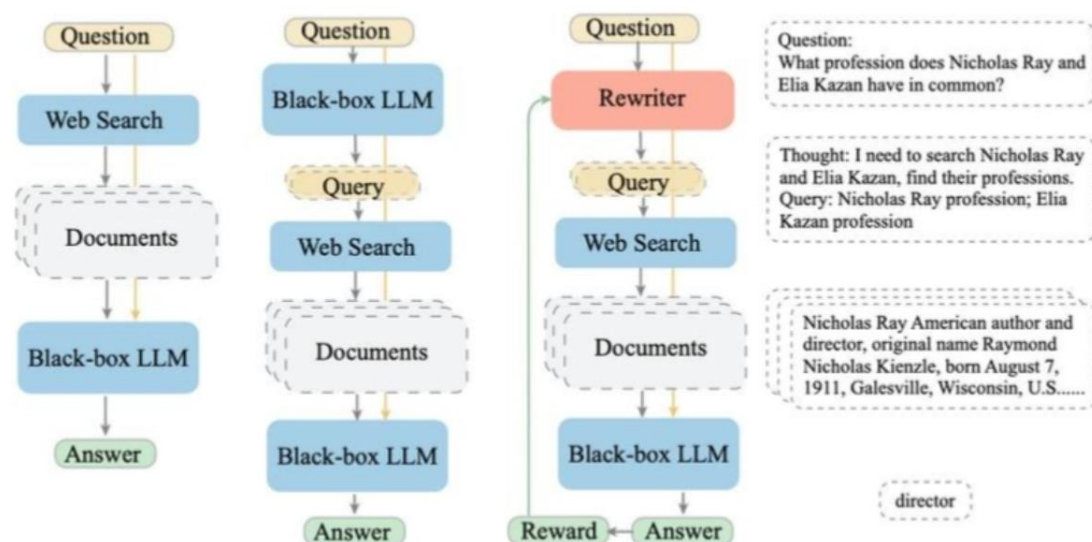 Question
Web Search
Documents
Black-box LLM
Answer
Question
Black-box LLM
Query
Web Search
Documents
Black-box LLM
Answer
Question
Rewriter
Query
Web Search
Documents
Black-box LLM
Reward
Answer
Question:
What profession does Nicholas Ray and
Elia Kazan have in common?
Thought: I need to search Nicholas Ray
and Elia Kazan, find their professions.
Query: Nicholas Ray profession; Elia
Kazan profession
Nicholas Ray American author and
director, original name Raymond
Nicholas Kienzle, born August 7,
1911, Galesville, Wisconsin, U.S......
director